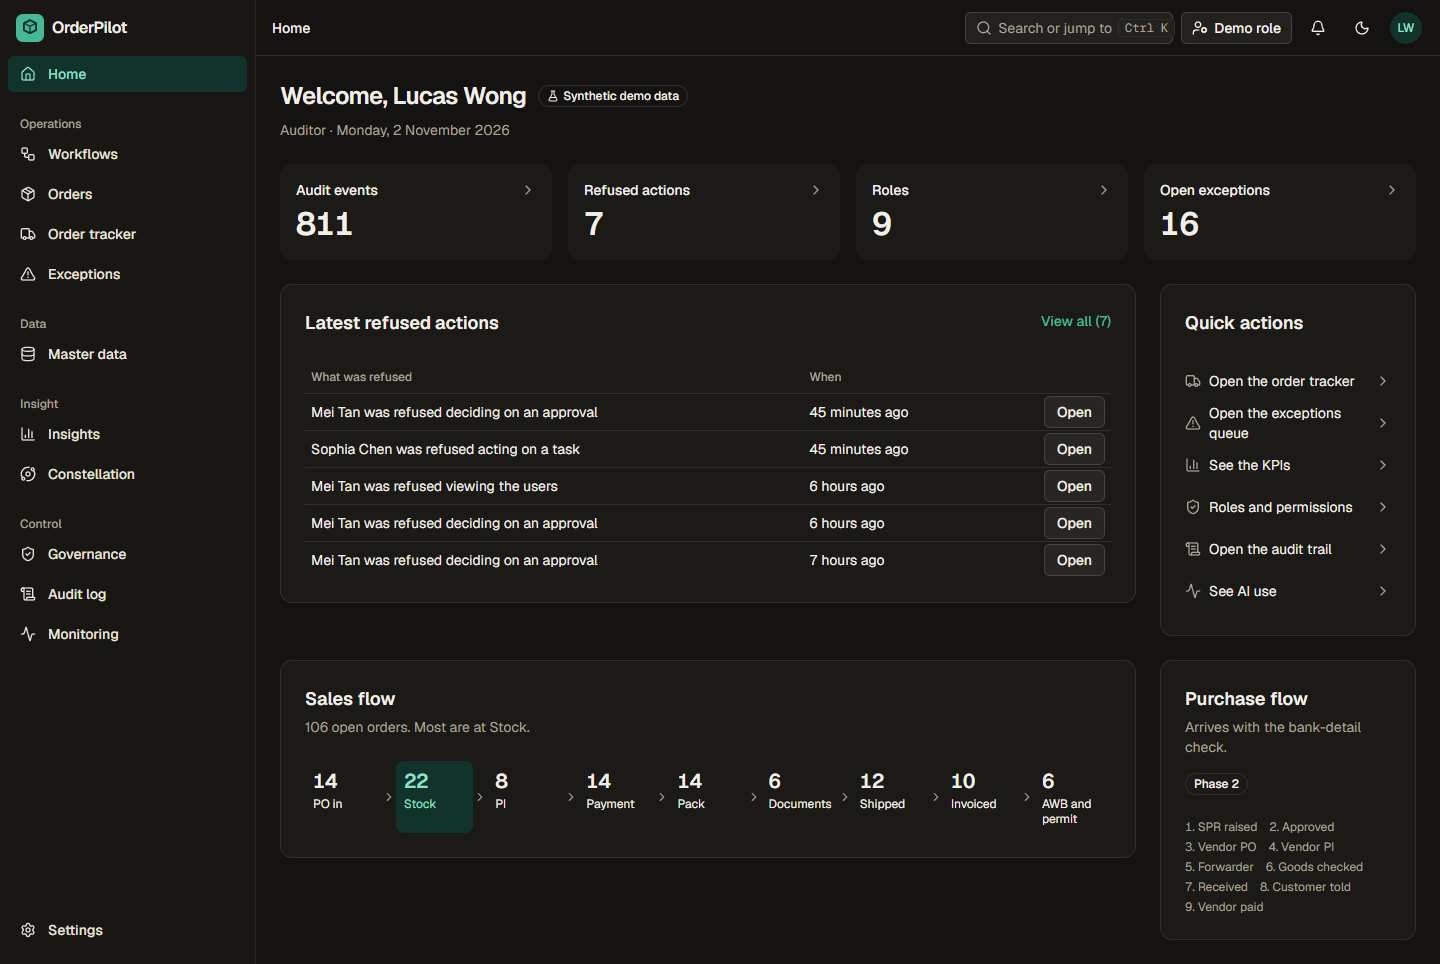 OrderPilot
Home
Search or jump to
Ctrl K
Demo role
LW
Home
Operations
Workflows
Orders
Order tracker
Exceptions
Data
Master data
Insight
Insights
Constellation
Control
Governance
Audit log
Monitoring
Settings
Welcome, Lucas Wong
Synthetic demo data
Auditor · Monday, 2 November 2026
Audit events
811
Refused actions
7
Roles
9
Open exceptions
16
Latest refused actions
View all (7)
What was refused
When
Mei Tan was refused deciding on an approval
45 minutes ago
Open
Sophia Chen was refused acting on a task
45 minutes ago
Open
Mei Tan was refused viewing the users
6 hours ago
Open
Mei Tan was refused deciding on an approval
6 hours ago
Open
Mei Tan was refused deciding on an approval
7 hours ago
Open
Quick actions
Open the order tracker
Open the exceptions
queue
See the KPIs
Roles and permissions
Open the audit trail
See AI use
Sales flow
106 open orders. Most are at Stock.
14
PO in
22
Stock
8
PI
14
Payment
14
Pack
6
Documents
12
Shipped
10
Invoiced
6
AWB and
permit
Purchase flow
Arrives with the bank-detail
check.
Phase 2
1. SPR raised 2. Approved
3. Vendor PO 4. Vendor PI
5. Forwarder 6. Goods checked
7. Received 8. Customer told
9. Vendor paid